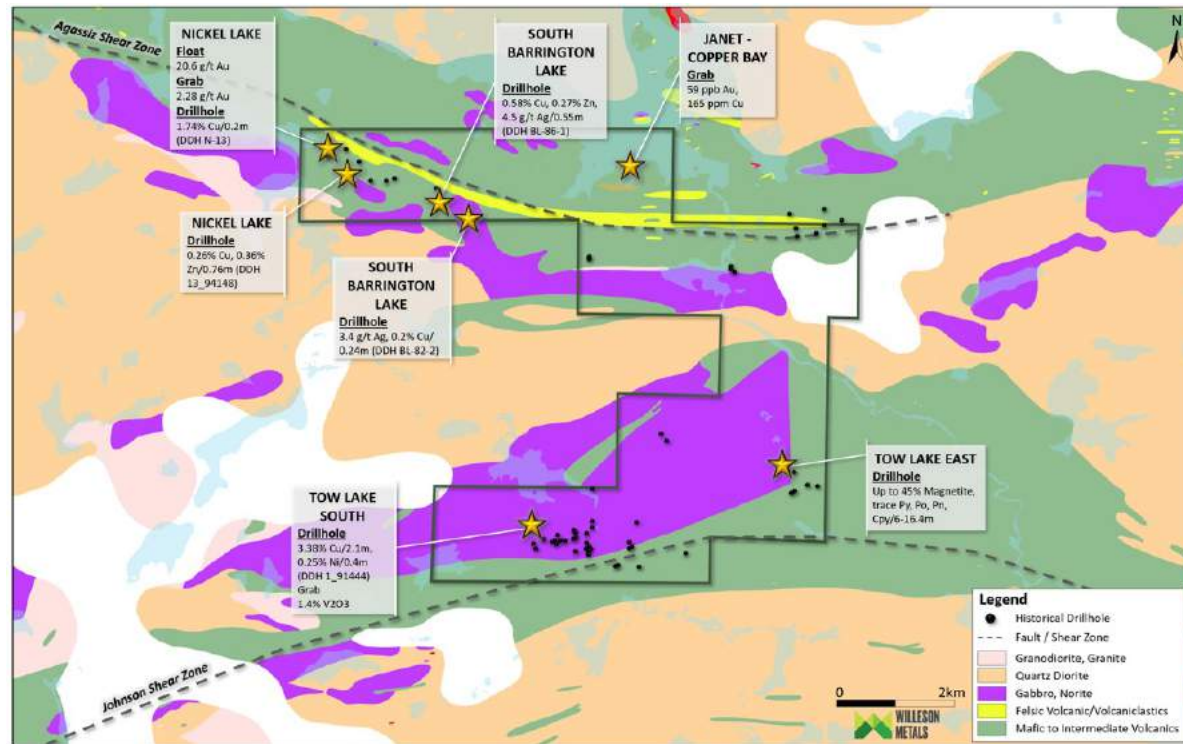 Agassiz Shear Zone
NICKEL LAKE
Float
20.6 g/t Au
Grab
2.28 g/t Au
Drillhole
1.74% Cu/0.2m
(DDH N-13)
SOUTH
BARRINGTON
LAKE
Drillhole
0.58% Cu, 0.27% Zn,
4.5 g/t Ag/0.55m
(DDH BL-86-1)
JANET -
COPPER BAY
Grab
59 ppb Au,
165 ppm Cu
N
NICKEL LAKE
Drillhole
0.26% Cu, 0.36%
Zn/0.76m (DDH
13_94148)
SOUTH
BARRINGTON
LAKE
Drillhole
3.4 g/t Ag, 0.2% Cu/
0.24m (DDH BL-82-2)
TOW LAKE
SOUTH
Drillhole
3.38% Cu/2.1m,
0.25% Ni/0.4m
(DDH 1_91444)
Grab
1.4% V2O3
TOW LAKE EAST
Drillhole
Up to 45% Magnetite,
trace Py, Po, Pn,
Cpy/6-16.4m
Johnson Shear Zone
0 2km
WILLESON
METALS
Legend
Historical Drillhole
Fault / Shear Zone
Granodiorite, Granite
Quartz Diorite
Gabbro, Norite
Felsic Volcanic/Volcaniclastics
Mafic to Intermediate Volcanics